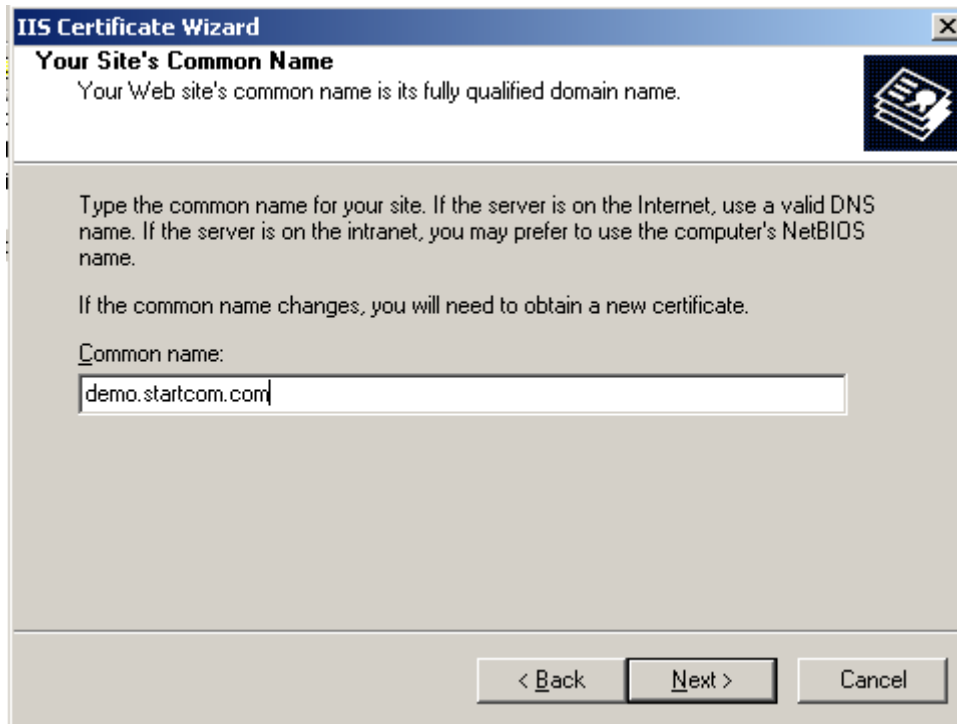 IIS Certificate Wizard
Your Site's Common Name
Your Web site's common name is its fully qualified domain name.
Type the common name for your site. If the server is on the Internet, use a valid DNS
name. If the server is on the intranet, you may prefer to use the computer's NetBIOS
name.
If the common name changes, you will need to obtain a new certificate.
Common name:
demo.startcom.com
< Back Next > Cancel